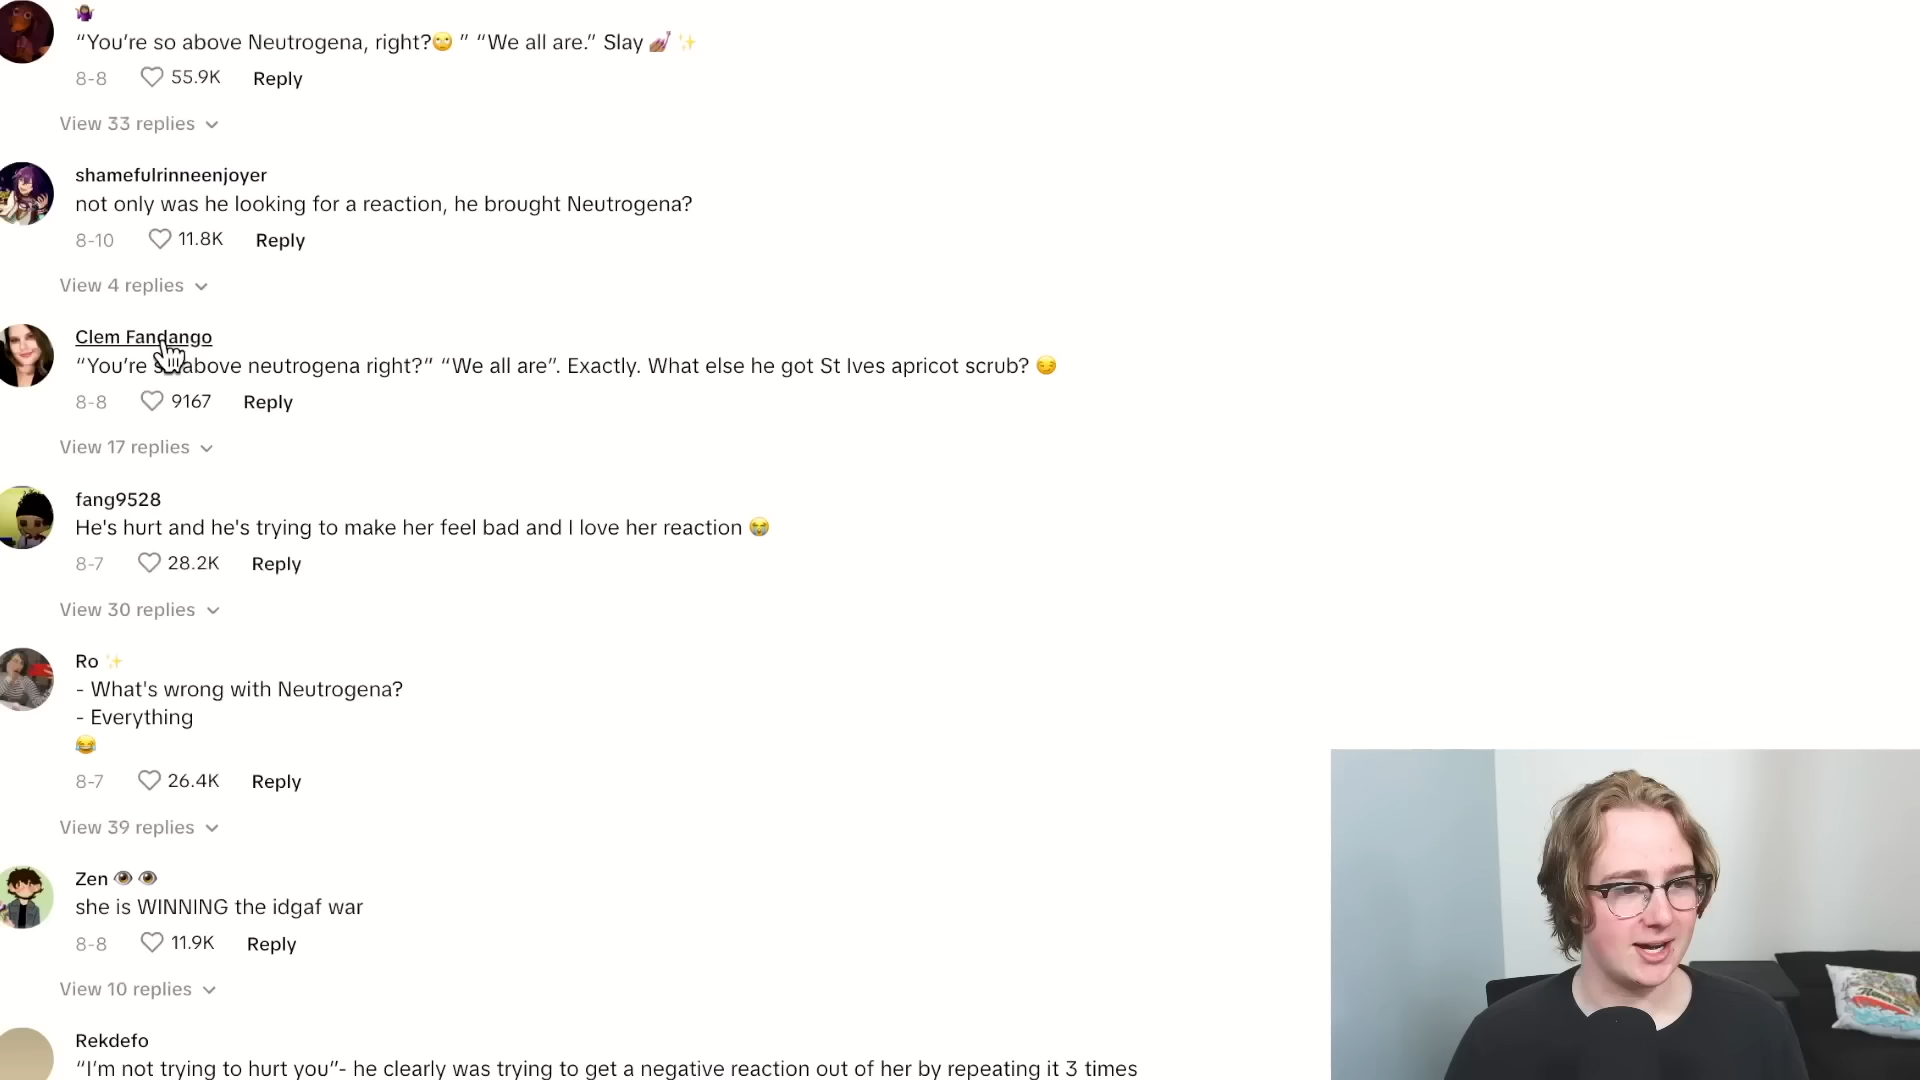 🤷🏾‍♀️
“You’re so above Neutrogena, right?🙄 ” “We all are.” Slay 💅🏾 ✨
8-8 55.9K Reply
View 33 replies
shamefulrinneenjoyer
not only was he looking for a reaction, he brought Neutrogena?
8-10 11.8K Reply
View 4 replies
Clem Fandango
“You’re above neutrogena right?” “We all are”. Exactly. What else he got St Ives apricot scrub? 😏
8-8 9167 Reply
View 17 replies
fang9528
He's hurt and he's trying to make her feel bad and I love her reaction 😭
8-7 28.2K Reply
View 30 replies
Ro ✨
- What's wrong with Neutrogena?
- Everything
😂
8-7 26.4K Reply
View 39 replies
Zen 👁️ 👁️
she is WINNING the idgaf war
8-8 11.9K Reply
View 10 replies
Rekdefo
“I’m not trying to hurt you”- he clearly was trying to get a negative reaction out of her by repeating it 3 times